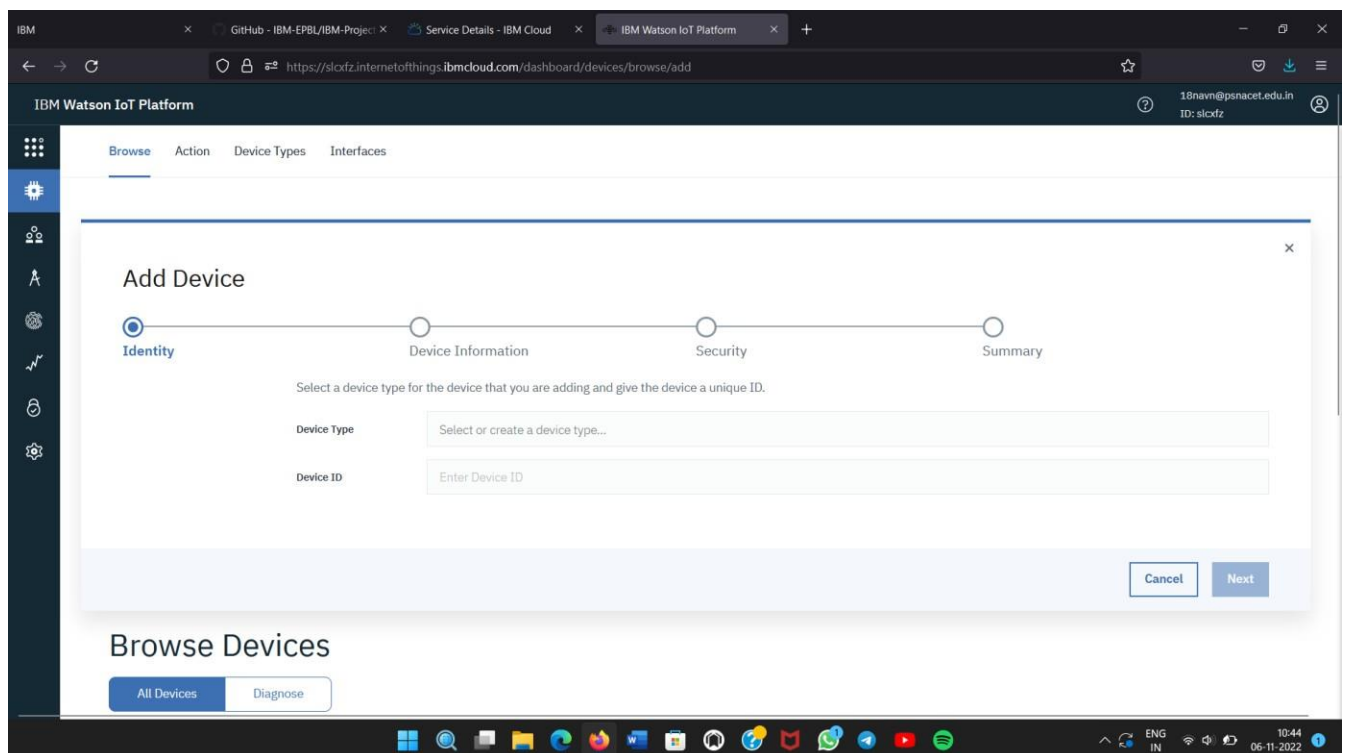 IBM
GitHub - IBM-EPBL/IBM-Project
Service Details - IBM Cloud
IBM Watson IoT Platform
https://slcxfz.internetofthings.ibmcloud.com/dashboard/devices/browse/add
IBM Watson IoT Platform
18navn@psnacet.edu.in
ID: slcxfz
Browse Action Device Types Interfaces
Add Device
Identity Device Information Security Summary
Select a device type for the device that you are adding and give the device a unique ID.
Device Type Select or create a device type...
Device ID Enter Device ID
Cancel Next
Browse Devices
All Devices Diagnose
ENG
IN
10:44
06-11-2022
1